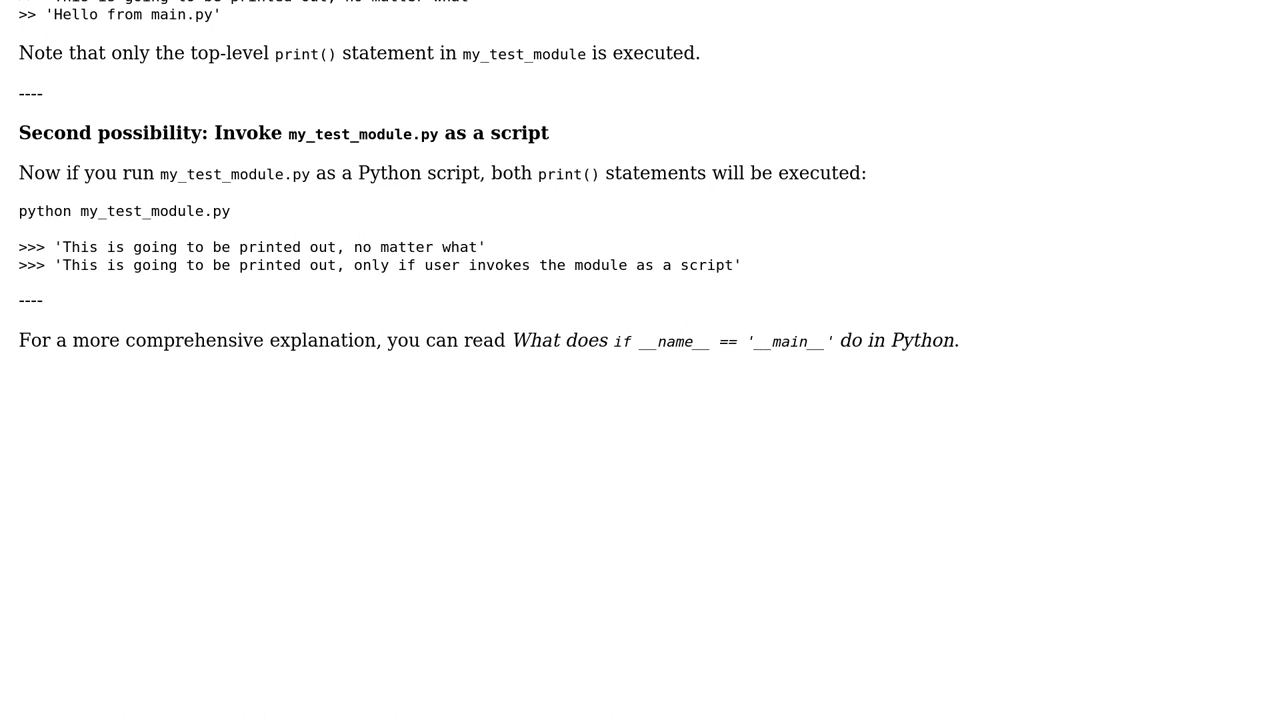 >> 'Hello from main.py'
Note that only the top-level print() statement in my_test_module is executed.
----
Second possibility: Invoke my_test_module.py as a script
Now if you run my_test_module.py as a Python script, both print() statements will be executed:
python my_test_module.py
>>> 'This is going to be printed out, no matter what'
>>> 'This is going to be printed out, only if user invokes the module as a script'
----
For a more comprehensive explanation, you can read What does if __name__ == '__main__' do in Python.